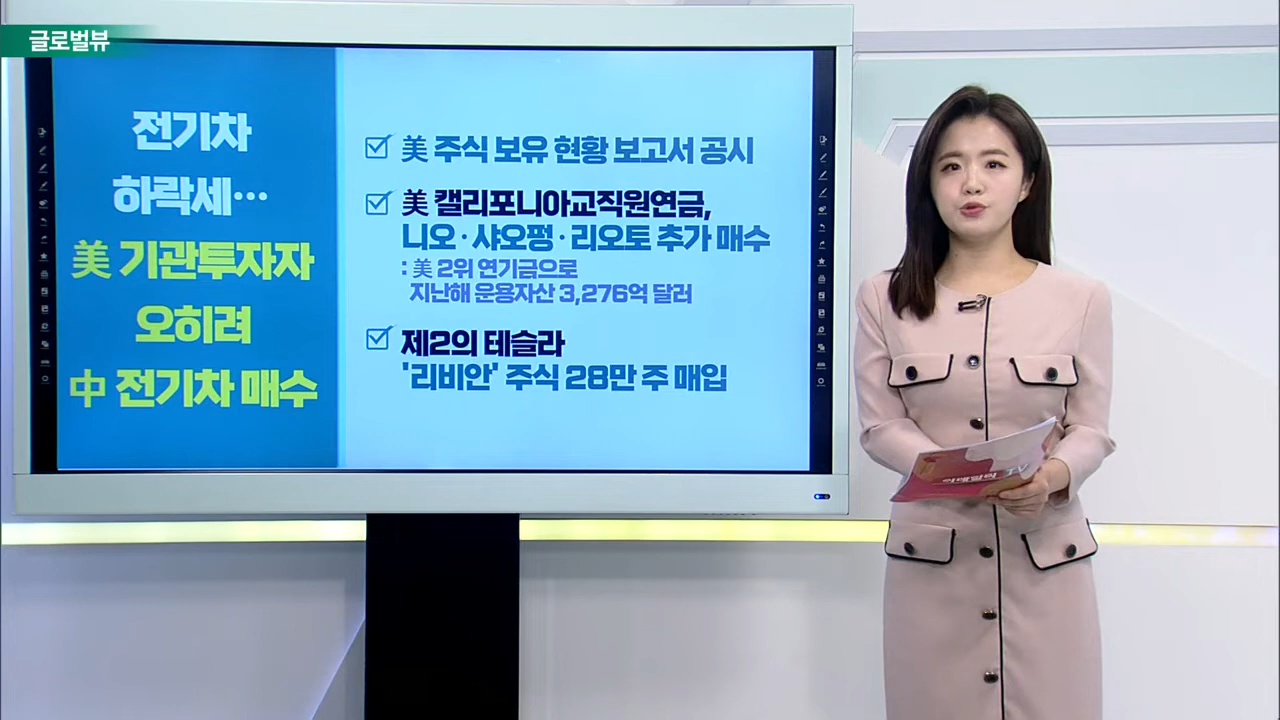 글로벌뷰
전기차
하락세…
美 기관투자자
오히려
中 전기차 매수
美 주식 보유 현황 보고서 공시
美 캘리포니아교직원연금,
니오·샤오펑·리오토 추가 매수
: 美 2위 연기금으로
지난해 운용자산 3,276억 달러
제2의 테슬라
'리비안' 주식 28만 주 매입